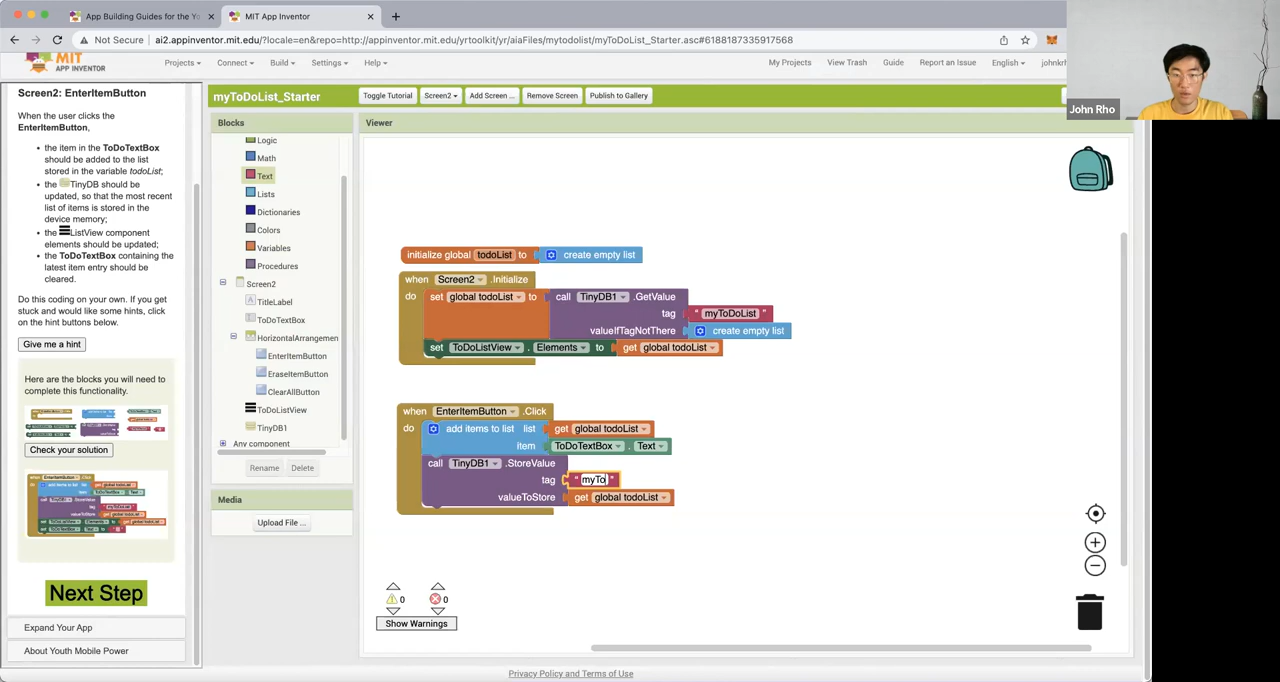 App Building Guides for the Yo
MIT App Inventor
Not Secure
ai2.appinventor.mit.edu/?locale=en&repo=http://appinventor.mit.edu/yrtoolkit/yr/aiaFiles/mytodolist/myToDoList_Starter.asc#6188187335917568
MIT
APP INVENTOR
Projects
Connect
Build
Settings
Help
My Projects
View Trash
Guide
Report an Issue
English
johnkrh
John Rho
Screen2: EnterItemButton
When the user clicks the
EnterItemButton,
• the item in the ToDoTextBox
should be added to the list
stored in the variable todoList;
• the TinyDB should be
updated, so that the most recent
list of items is stored in the
device memory;
• the ListView component
elements should be updated;
• the ToDoTextBox containing the
latest item entry should be
cleared.
Do this coding on your own. If you get
stuck and would like some hints, click
on the hint buttons below.
Give me a hint
Here are the blocks you will need to
complete this functionality.
Check your solution
Next Step
Expand Your App
About Youth Mobile Power
myToDoList_Starter
Toggle Tutorial
Screen2
Add Screen ...
Remove Screen
Publish to Gallery
Blocks
Logic
Math
Text
Lists
Dictionaries
Colors
Variables
Procedures
Screen2
TitleLabel
ToDoTextBox
HorizontalArrangemen
EnterItemButton
EraseItemButton
ClearAllButton
ToDoListView
TinyDB1
Any component
Rename
Delete
Media
Upload File ...
Viewer
initialize global todoList to create empty list
when Screen2 .Initialize
do set global todoList to call TinyDB1 .GetValue
tag " myToDoList "
valueIfTagNotThere create empty list
set ToDoListView . Elements to get global todoList
when EnterItemButton .Click
do add items to list list get global todoList
item ToDoTextBox . Text
call TinyDB1 .StoreValue
tag " myTo "
valueToStore get global todoList
0
0
Show Warnings
Privacy Policy and Terms of Use